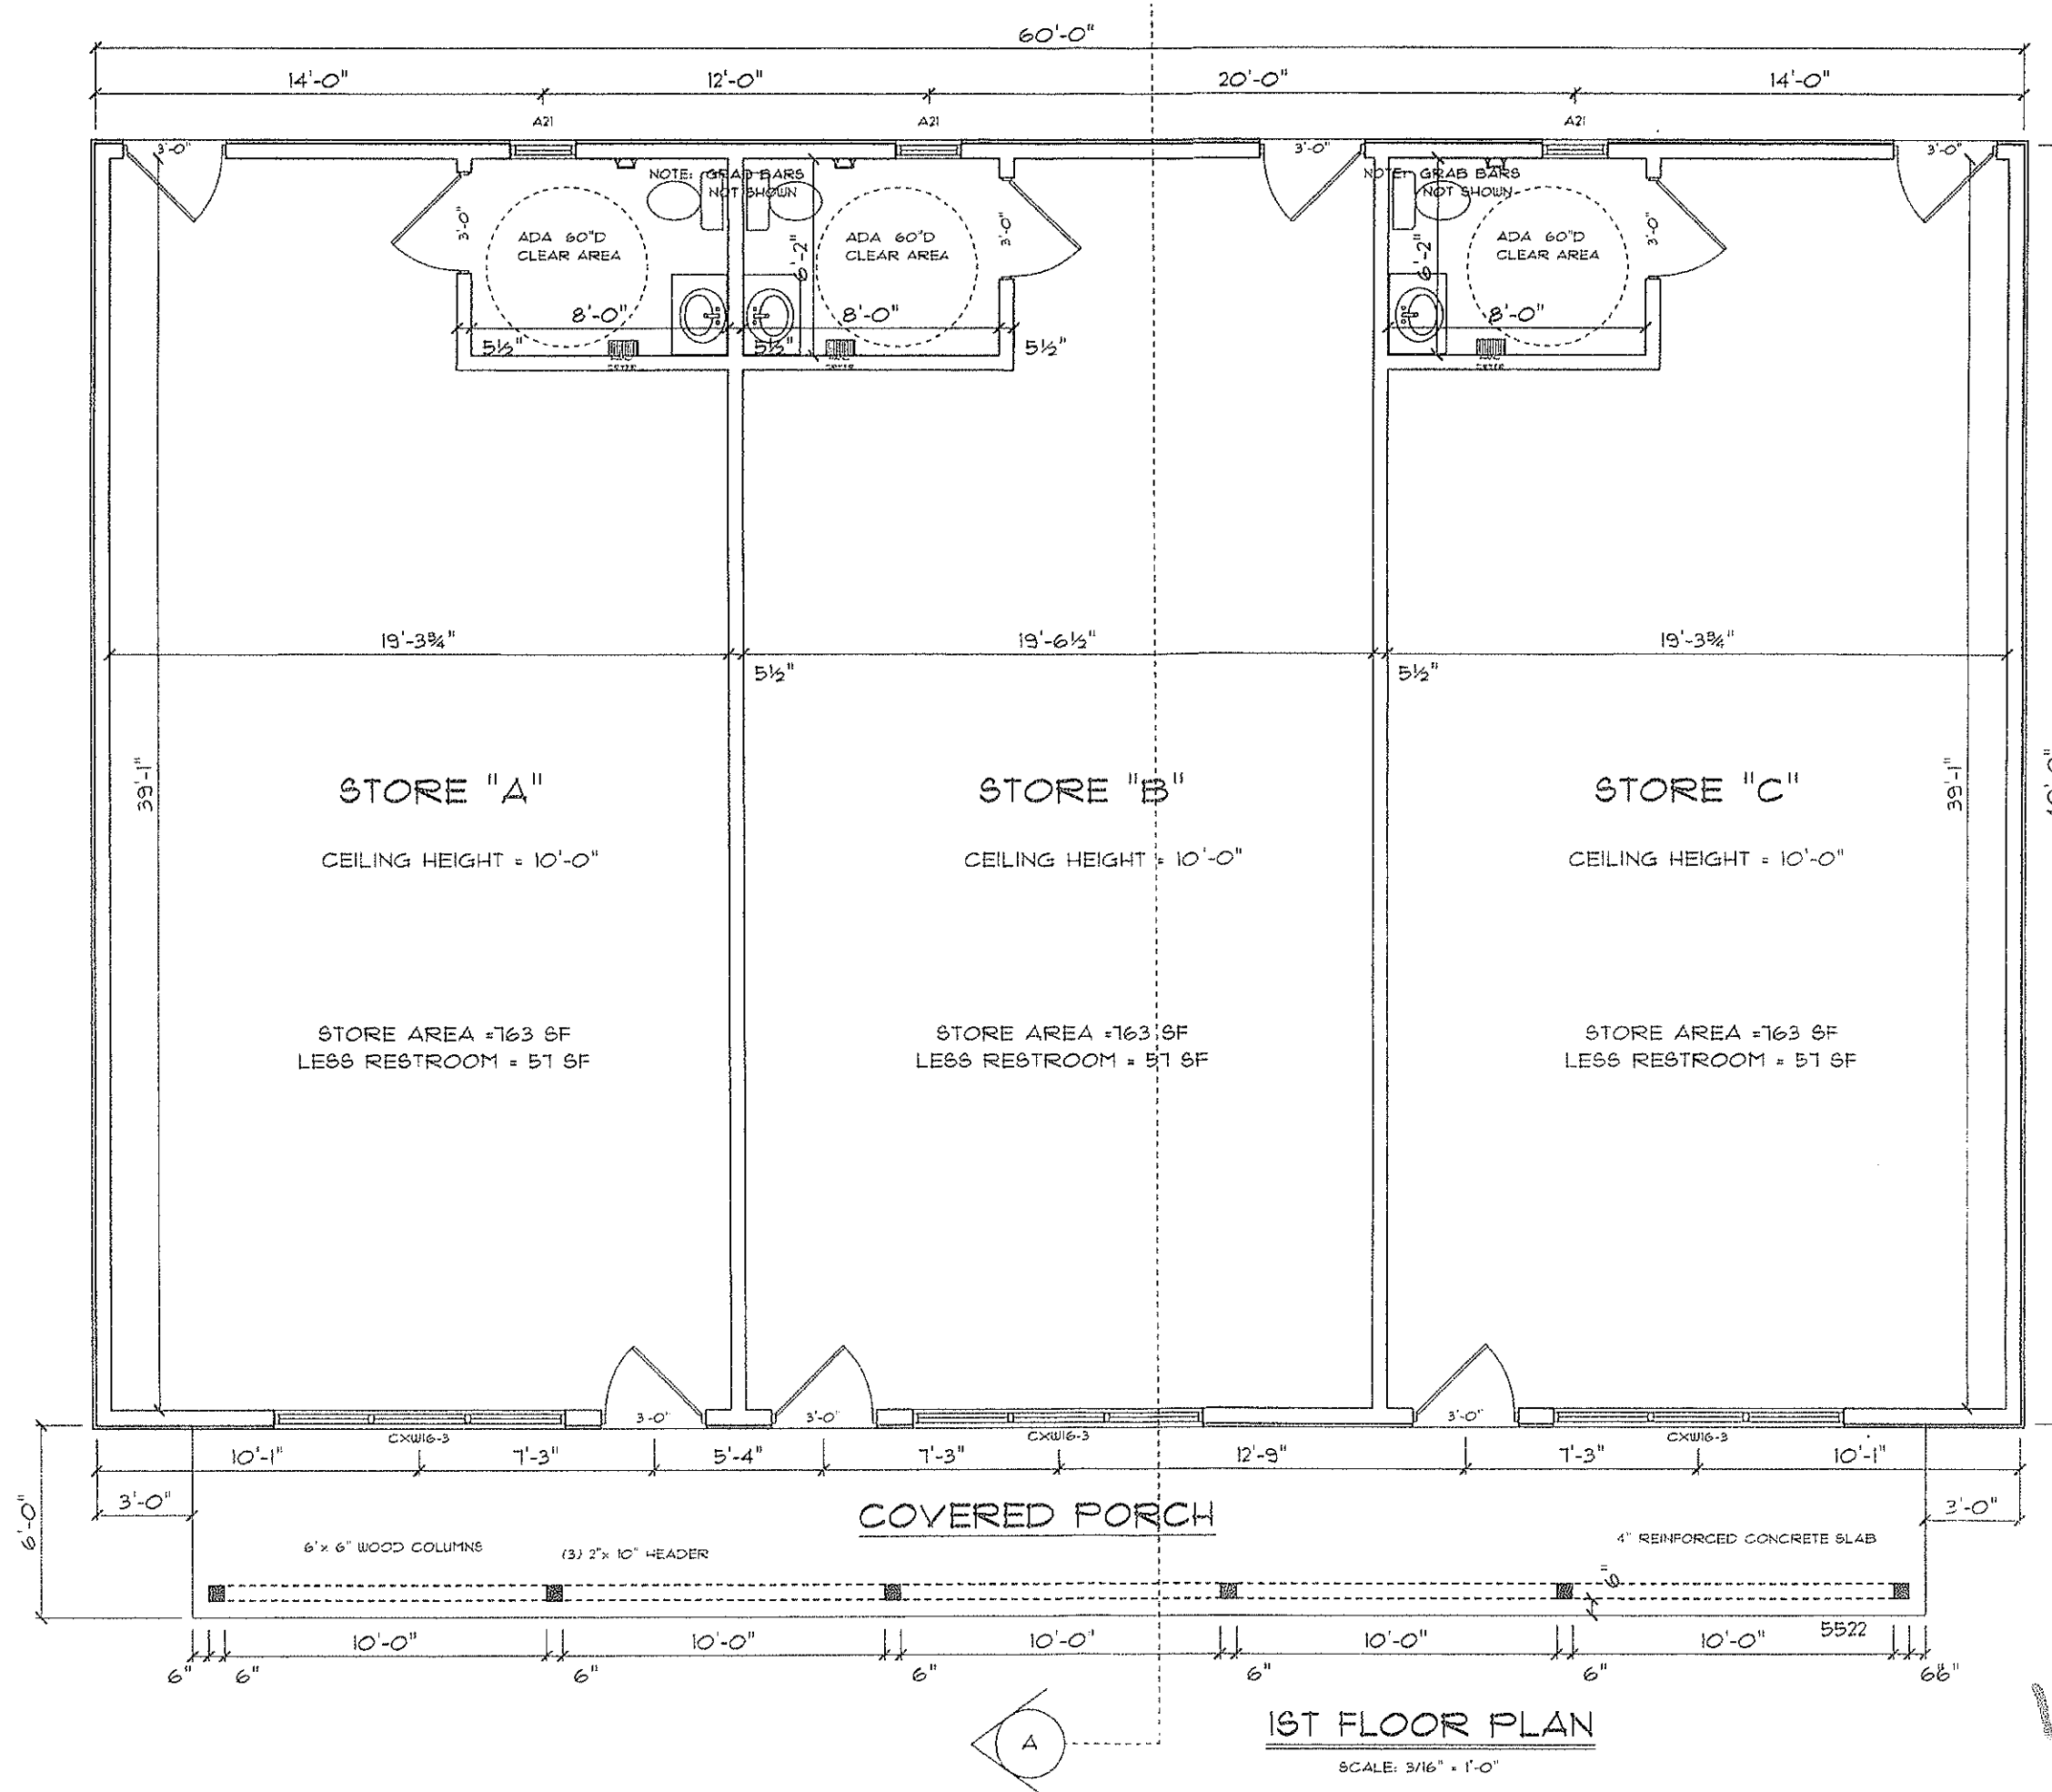 60'-0"
14'-0" 12'-0" 20'-0" 14'-0"
A21 A21 A21
3'-0" 3'-0" 3'-0"
NOTE: GRAB BARS
NOT SHOWN
NOTE: GRAB BARS
NOT SHOWN
3'-0" 3'-0" 3'-0"
ADA 60"D
CLEAR AREA
ADA 60"D
CLEAR AREA
ADA 60"D
CLEAR AREA
6'-2" 6'-2"
8'-0" 8'-0" 8'-0"
5½" 5½" 5½"
19'-3¾" 19'-6½" 19'-3¾"
5½" 5½"
39'-1" 39'-1"
STORE "A" STORE "B" STORE "C"
CEILING HEIGHT = 10'-0" CEILING HEIGHT = 10'-0" CEILING HEIGHT = 10'-0"
STORE AREA =763 SF
LESS RESTROOM = 57 SF
STORE AREA =763 SF
LESS RESTROOM = 57 SF
STORE AREA =763 SF
LESS RESTROOM = 57 SF
3'-0" 3'-0" 3'-0"
CXW16-3 CXW16-3 CXW16-3
10'-1" 7'-3" 5'-4" 7'-3" 12'-9" 7'-3" 10'-1"
3'-0" 3'-0"
6'-0"
COVERED PORCH
6'x 6" WOOD COLUMNS
(3) 2"x 10" HEADER
4" REINFORCED CONCRETE SLAB
6"
10'-0" 10'-0" 10'-0" 10'-0" 10'-0" 5522
6" 6" 6" 6" 6" 6" 66"
A
1ST FLOOR PLAN
SCALE: 3/16" = 1'-0"